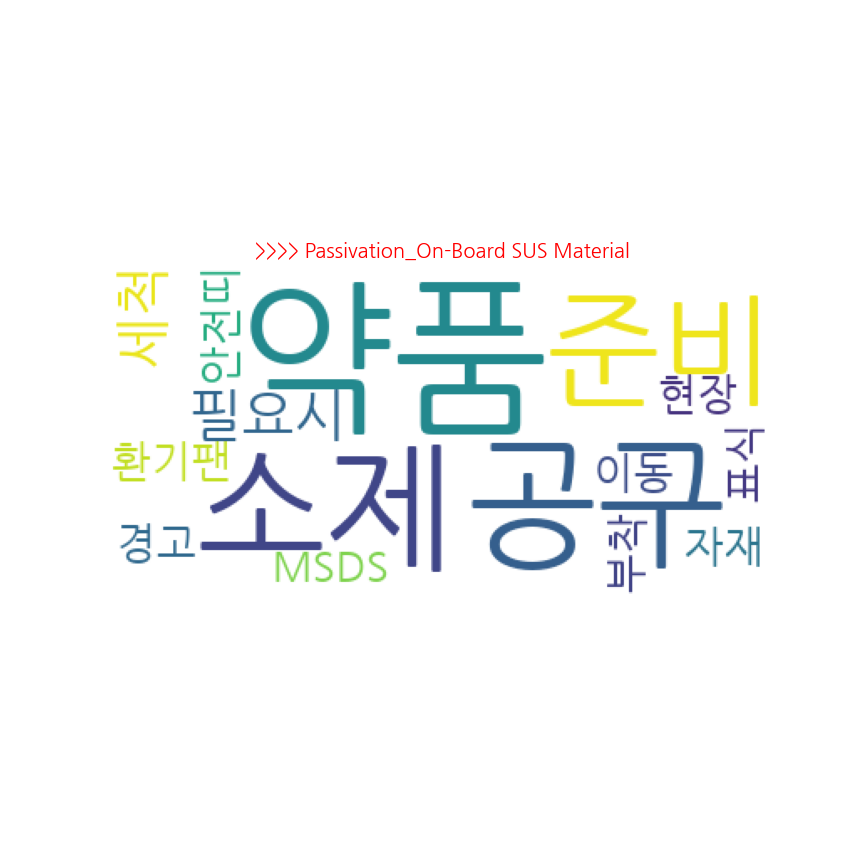 >>>> Passivation_On-Board SUS Material
세척
안전띠
약품
준비
필요시
현장
환기팬
소제
공구
이동
표식
경고
MSDS
부착
자재